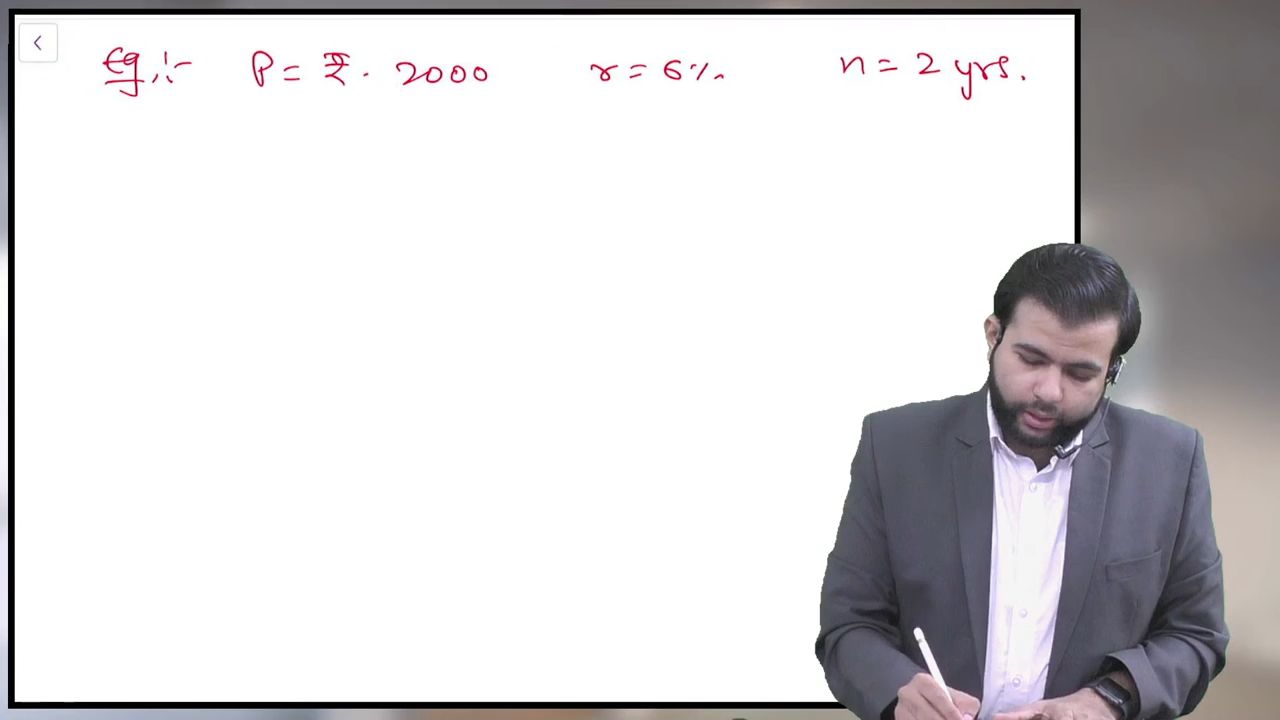 Eg :- P = ₹. 2000 r = 6% n = 2 yrs.